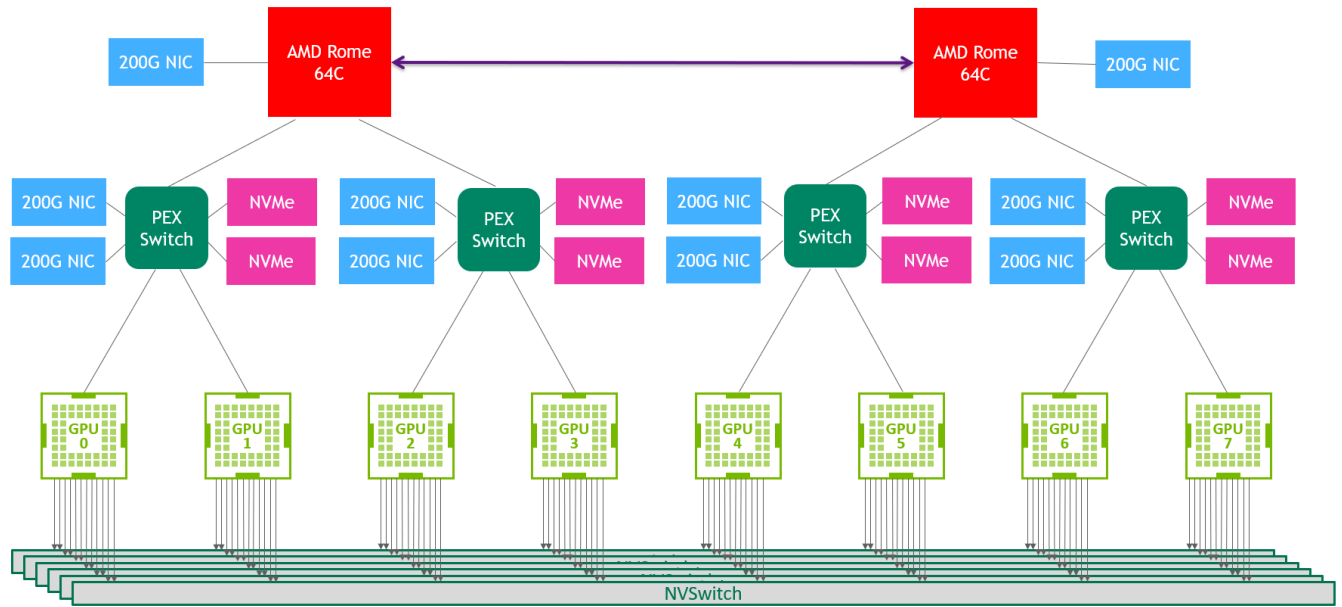 200G NIC
AMD Rome
64C
AMD Rome
64C
200G NIC
200G NIC
200G NIC
PEX
Switch
NVMe
NVMe
200G NIC
200G NIC
PEX
Switch
NVMe
NVMe
200G NIC
200G NIC
PEX
Switch
NVMe
NVMe
200G NIC
200G NIC
PEX
Switch
NVMe
NVMe
GPU
0
GPU
1
GPU
2
GPU
3
GPU
4
GPU
5
GPU
6
GPU
7
NVSwitch